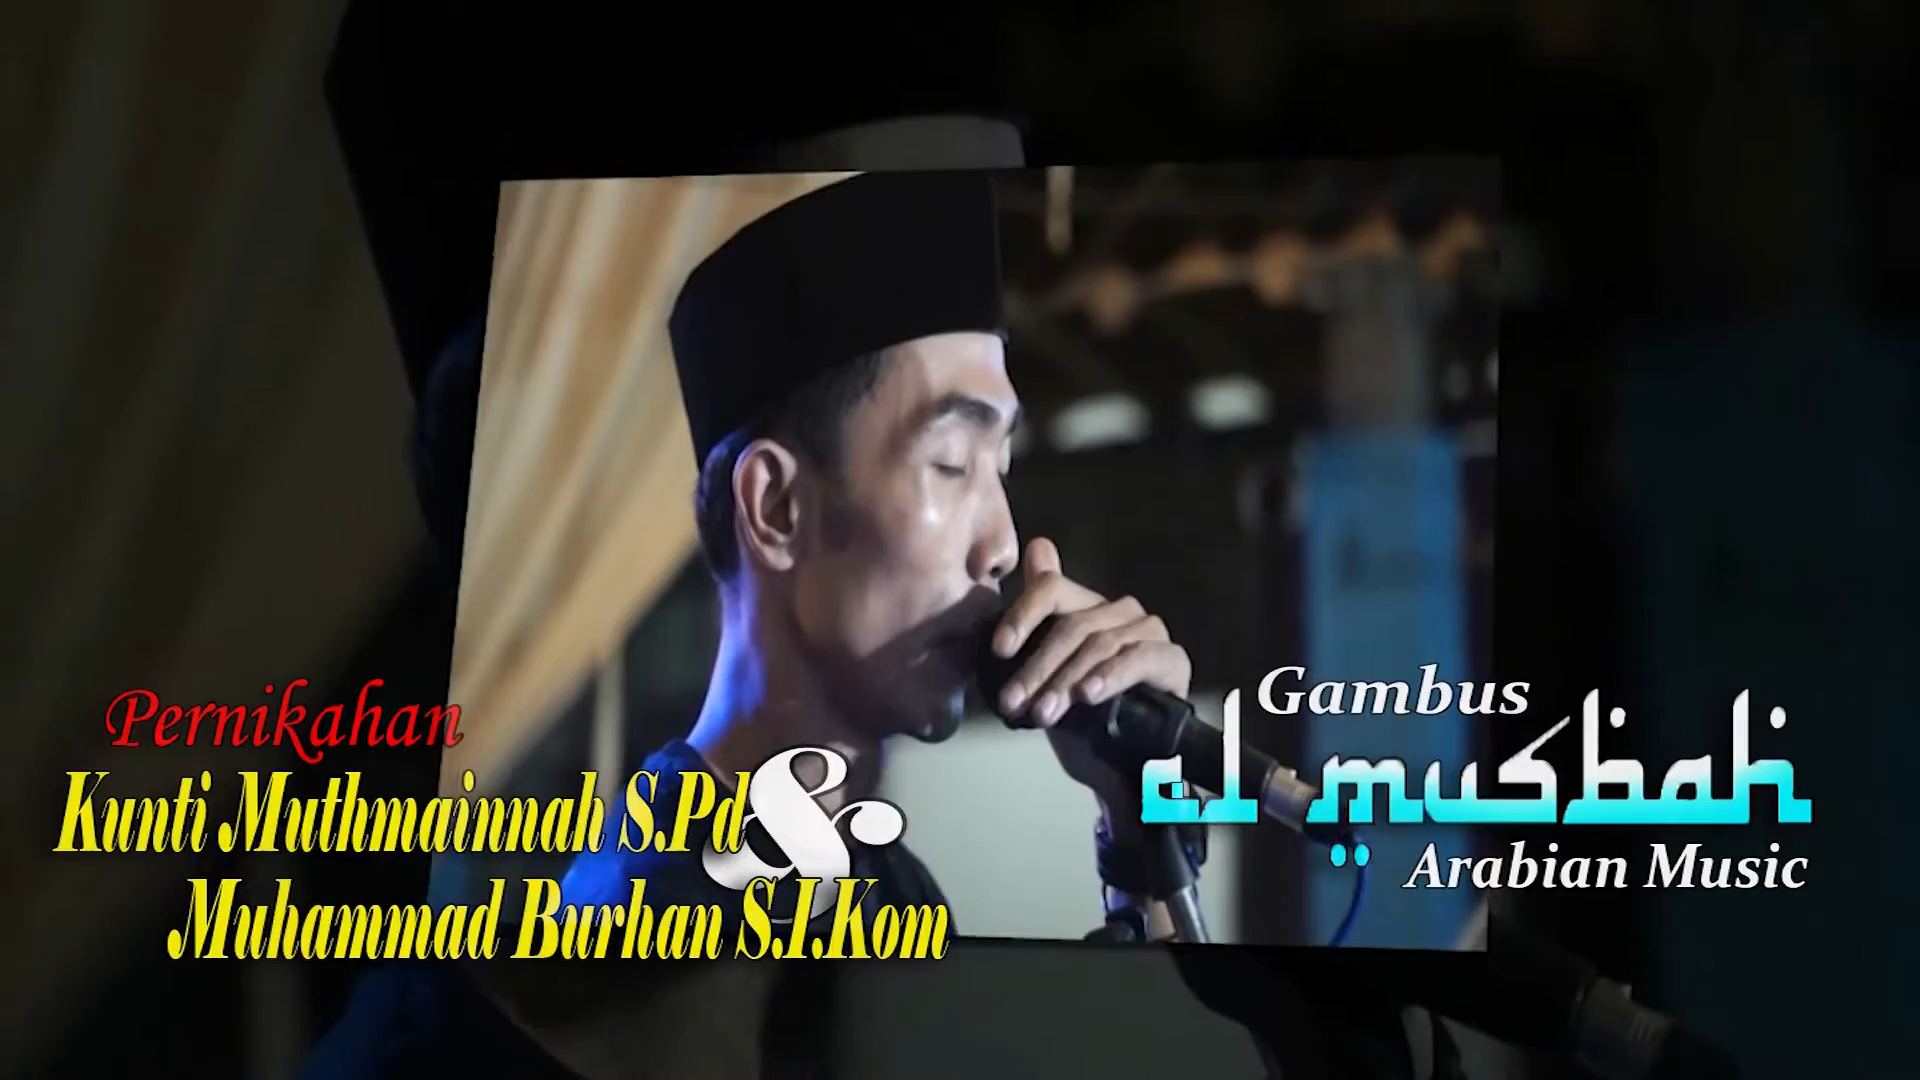 Pernikahan
Kunti Muthmainnah S.Pd
&
Muhammad Burhan S.I.Kom
Gambus
el musbah
Arabian Music